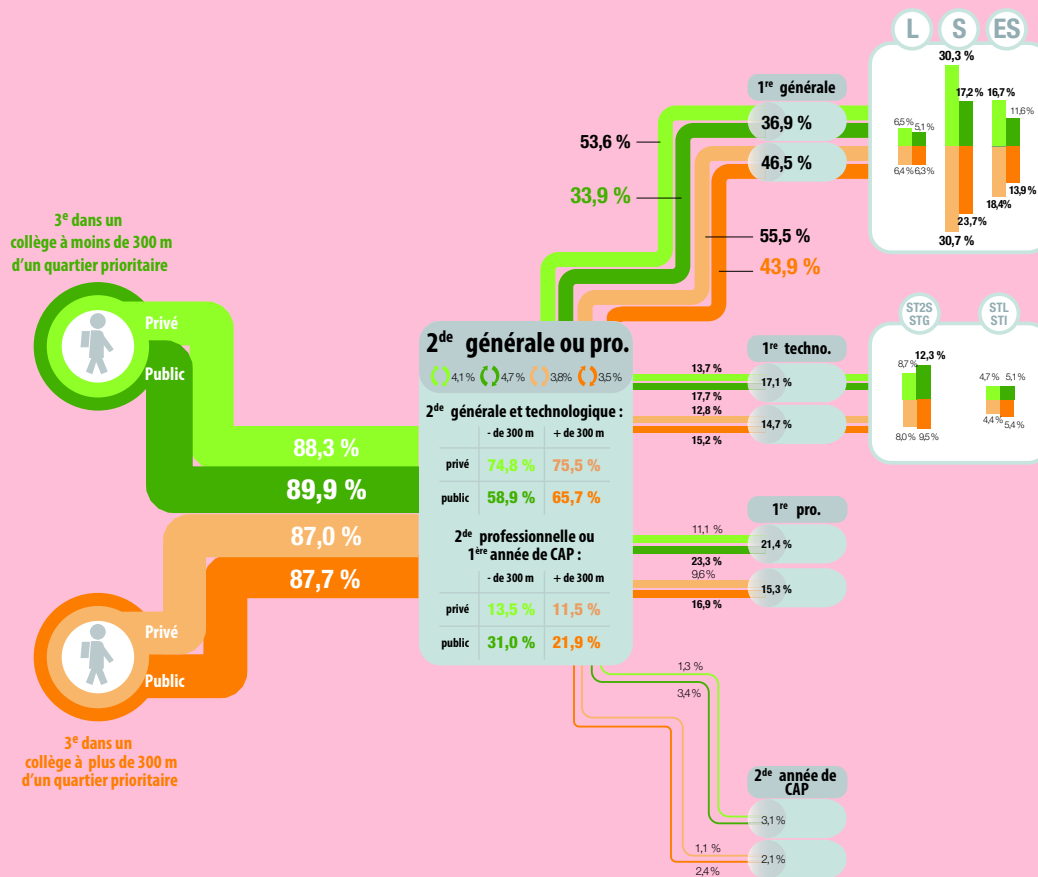 L S ES
30,3 %
17,2 % 16,7 %
11,6%
6,5 %
5,1 %
6,4 % 6,3 %
13,9 %
18,4%
23,7 %
30,7 %
1re générale
36,9 %
46,5 %
53,6 %
33,9 %
55,5 %
43,9 %
3e dans un
collège à moins de 300 m
d'un quartier prioritaire
Privé
Public
88,3 %
89,9 %
87,0 %
87,7 %
Privé
Public
3e dans un
collège à plus de 300 m
d'un quartier prioritaire
2de générale ou pro.
4,1 % 4,7 % 3,8% 3,5 %
2de générale et technologique :
- de 300 m + de 300 m
privé 74,8 % 75,5 %
public 58,9 % 65,7 %
2de professionnelle ou
1ère année de CAP :
- de 300 m + de 300 m
privé 13,5 % 11,5 %
public 31,0 % 21,9 %
1re techno.
13,7 %
17,1 %
17,7 %
12,8 %
14,7 %
15,2 %
ST2S
STG
STL
STI
8,7 %
12,3 %
4,7 % 5,1 %
8,0 % 9,5 %
4,4 %
5,4 %
1re pro.
11,1 %
21,4 %
23,3 %
9,6 %
15,3 %
16,9 %
1,3 %
3,4 %
2de année de
CAP
3,1 %
1,1 %
2,1 %
2,4 %